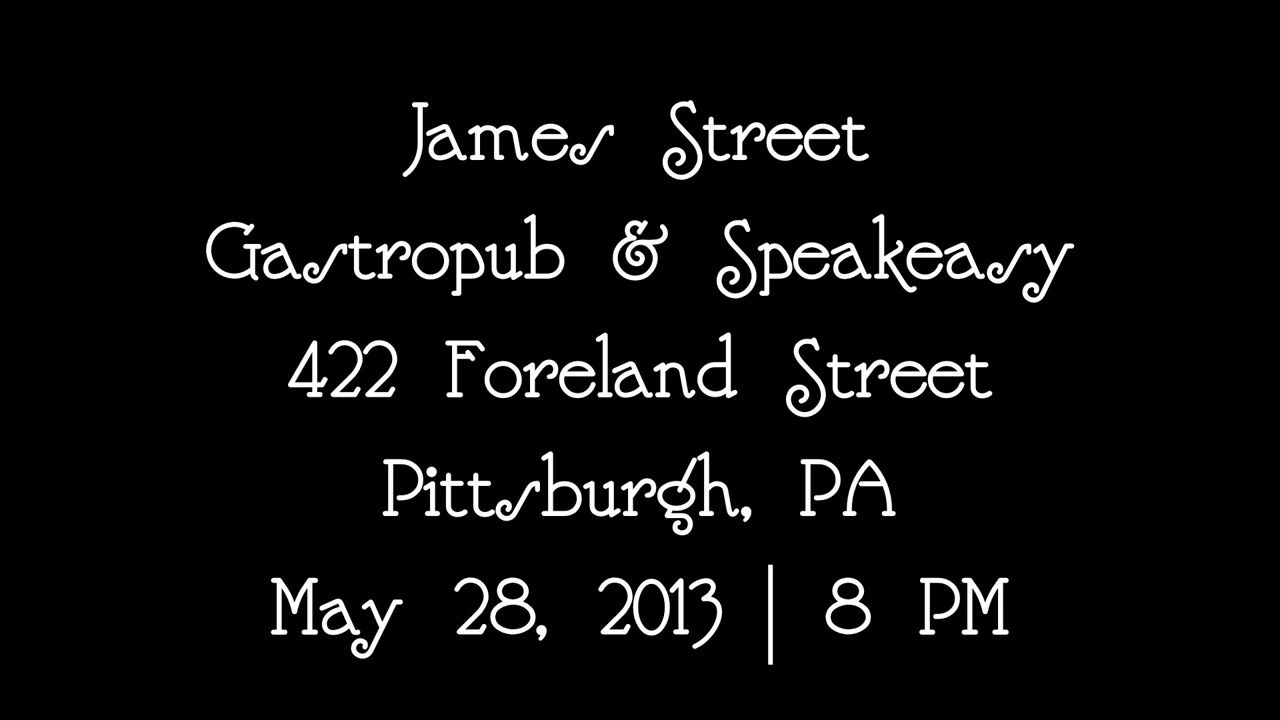 James Street
Gastropub & Speakeasy
422 Foreland Street
Pittsburgh, PA
May 28, 2013 | 8 PM